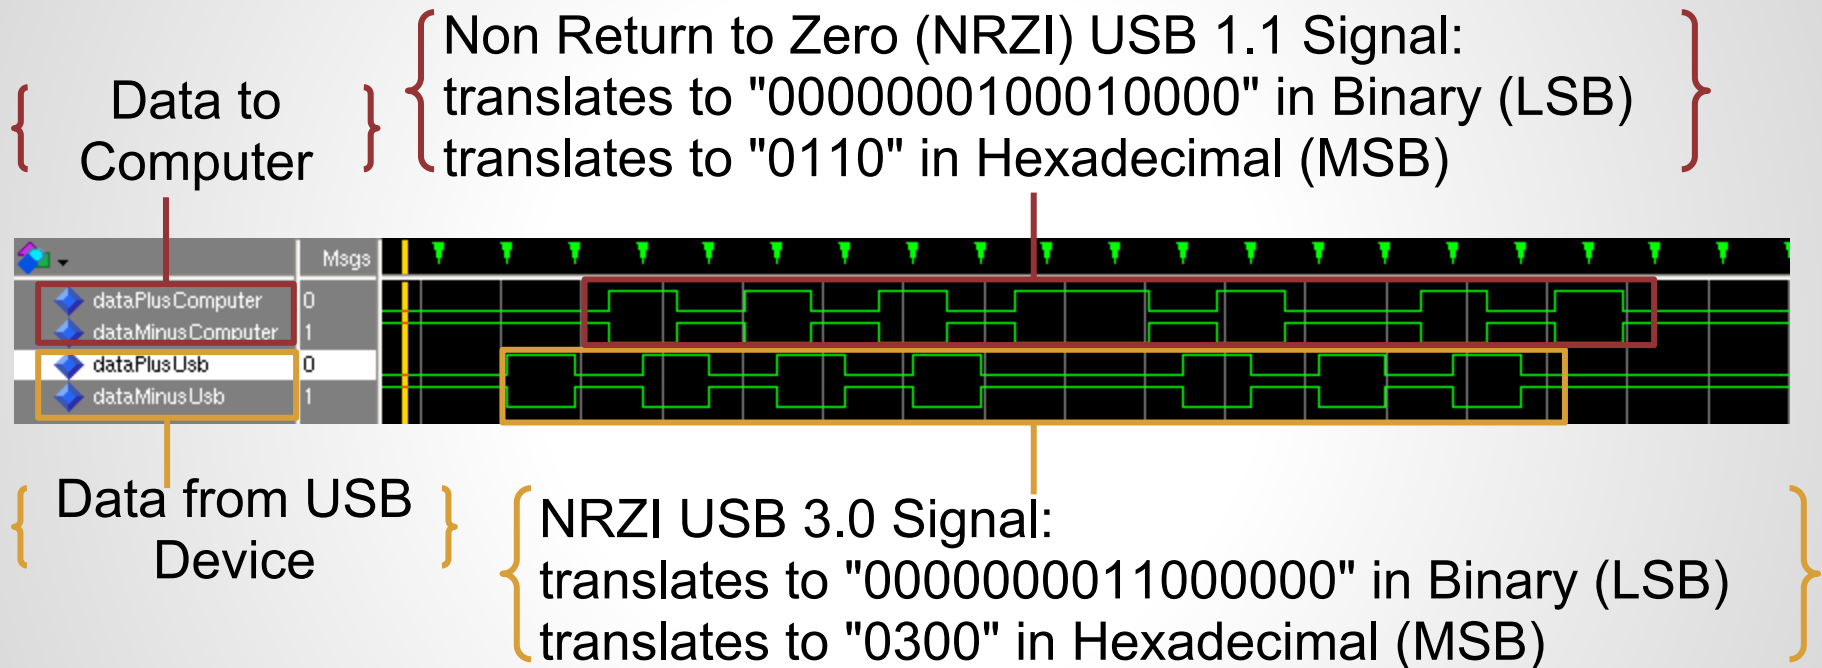 Data to
Computer
Non Return to Zero (NRZI) USB 1.1 Signal:
translates to "0000000100010000" in Binary (LSB)
translates to "0110" in Hexadecimal (MSB)
Msgs
dataPlusComputer 0
dataMinusComputer 1
dataPlusUsb 0
dataMinusUsb 1
Data from USB
Device
NRZI USB 3.0 Signal:
translates to "0000000011000000" in Binary (LSB)
translates to "0300" in Hexadecimal (MSB)